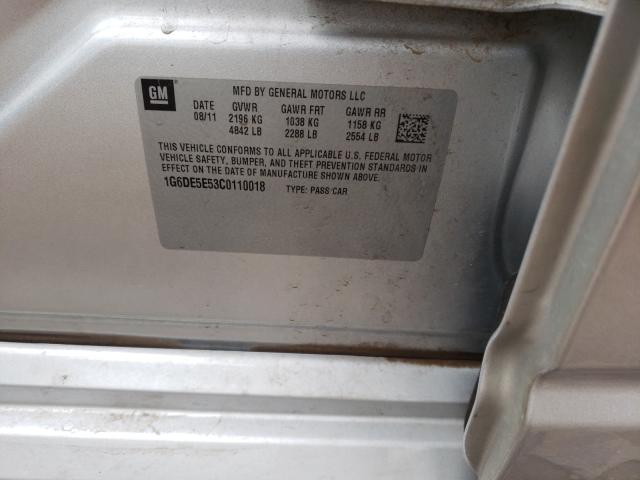 GM
MFD BY GENERAL MOTORS LLC
DATE GVWR GAWR FRT GAWR RR
08/11 2196 KG 1038 KG 1158 KG
4842 LB 2288 LB 2554 LB
THIS VEHICLE CONFORMS TO ALL APPLICABLE U.S. FEDERAL MOTOR
VEHICLE SAFETY, BUMPER, AND THEFT PREVENTION STANDARDS IN
EFFECT ON THE DATE OF MANUFACTURE SHOWN ABOVE.
1G6DE5E53C0110018 TYPE: PASS CAR